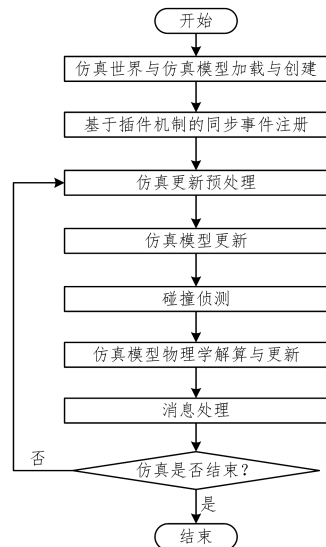 开始
仿真世界与仿真模型加载与创建
基于插件机制的同步事件注册
仿真更新预处理
仿真模型更新
碰撞侦测
仿真模型物理学解算与更新
消息处理
仿真是否结束?
否
是
结束